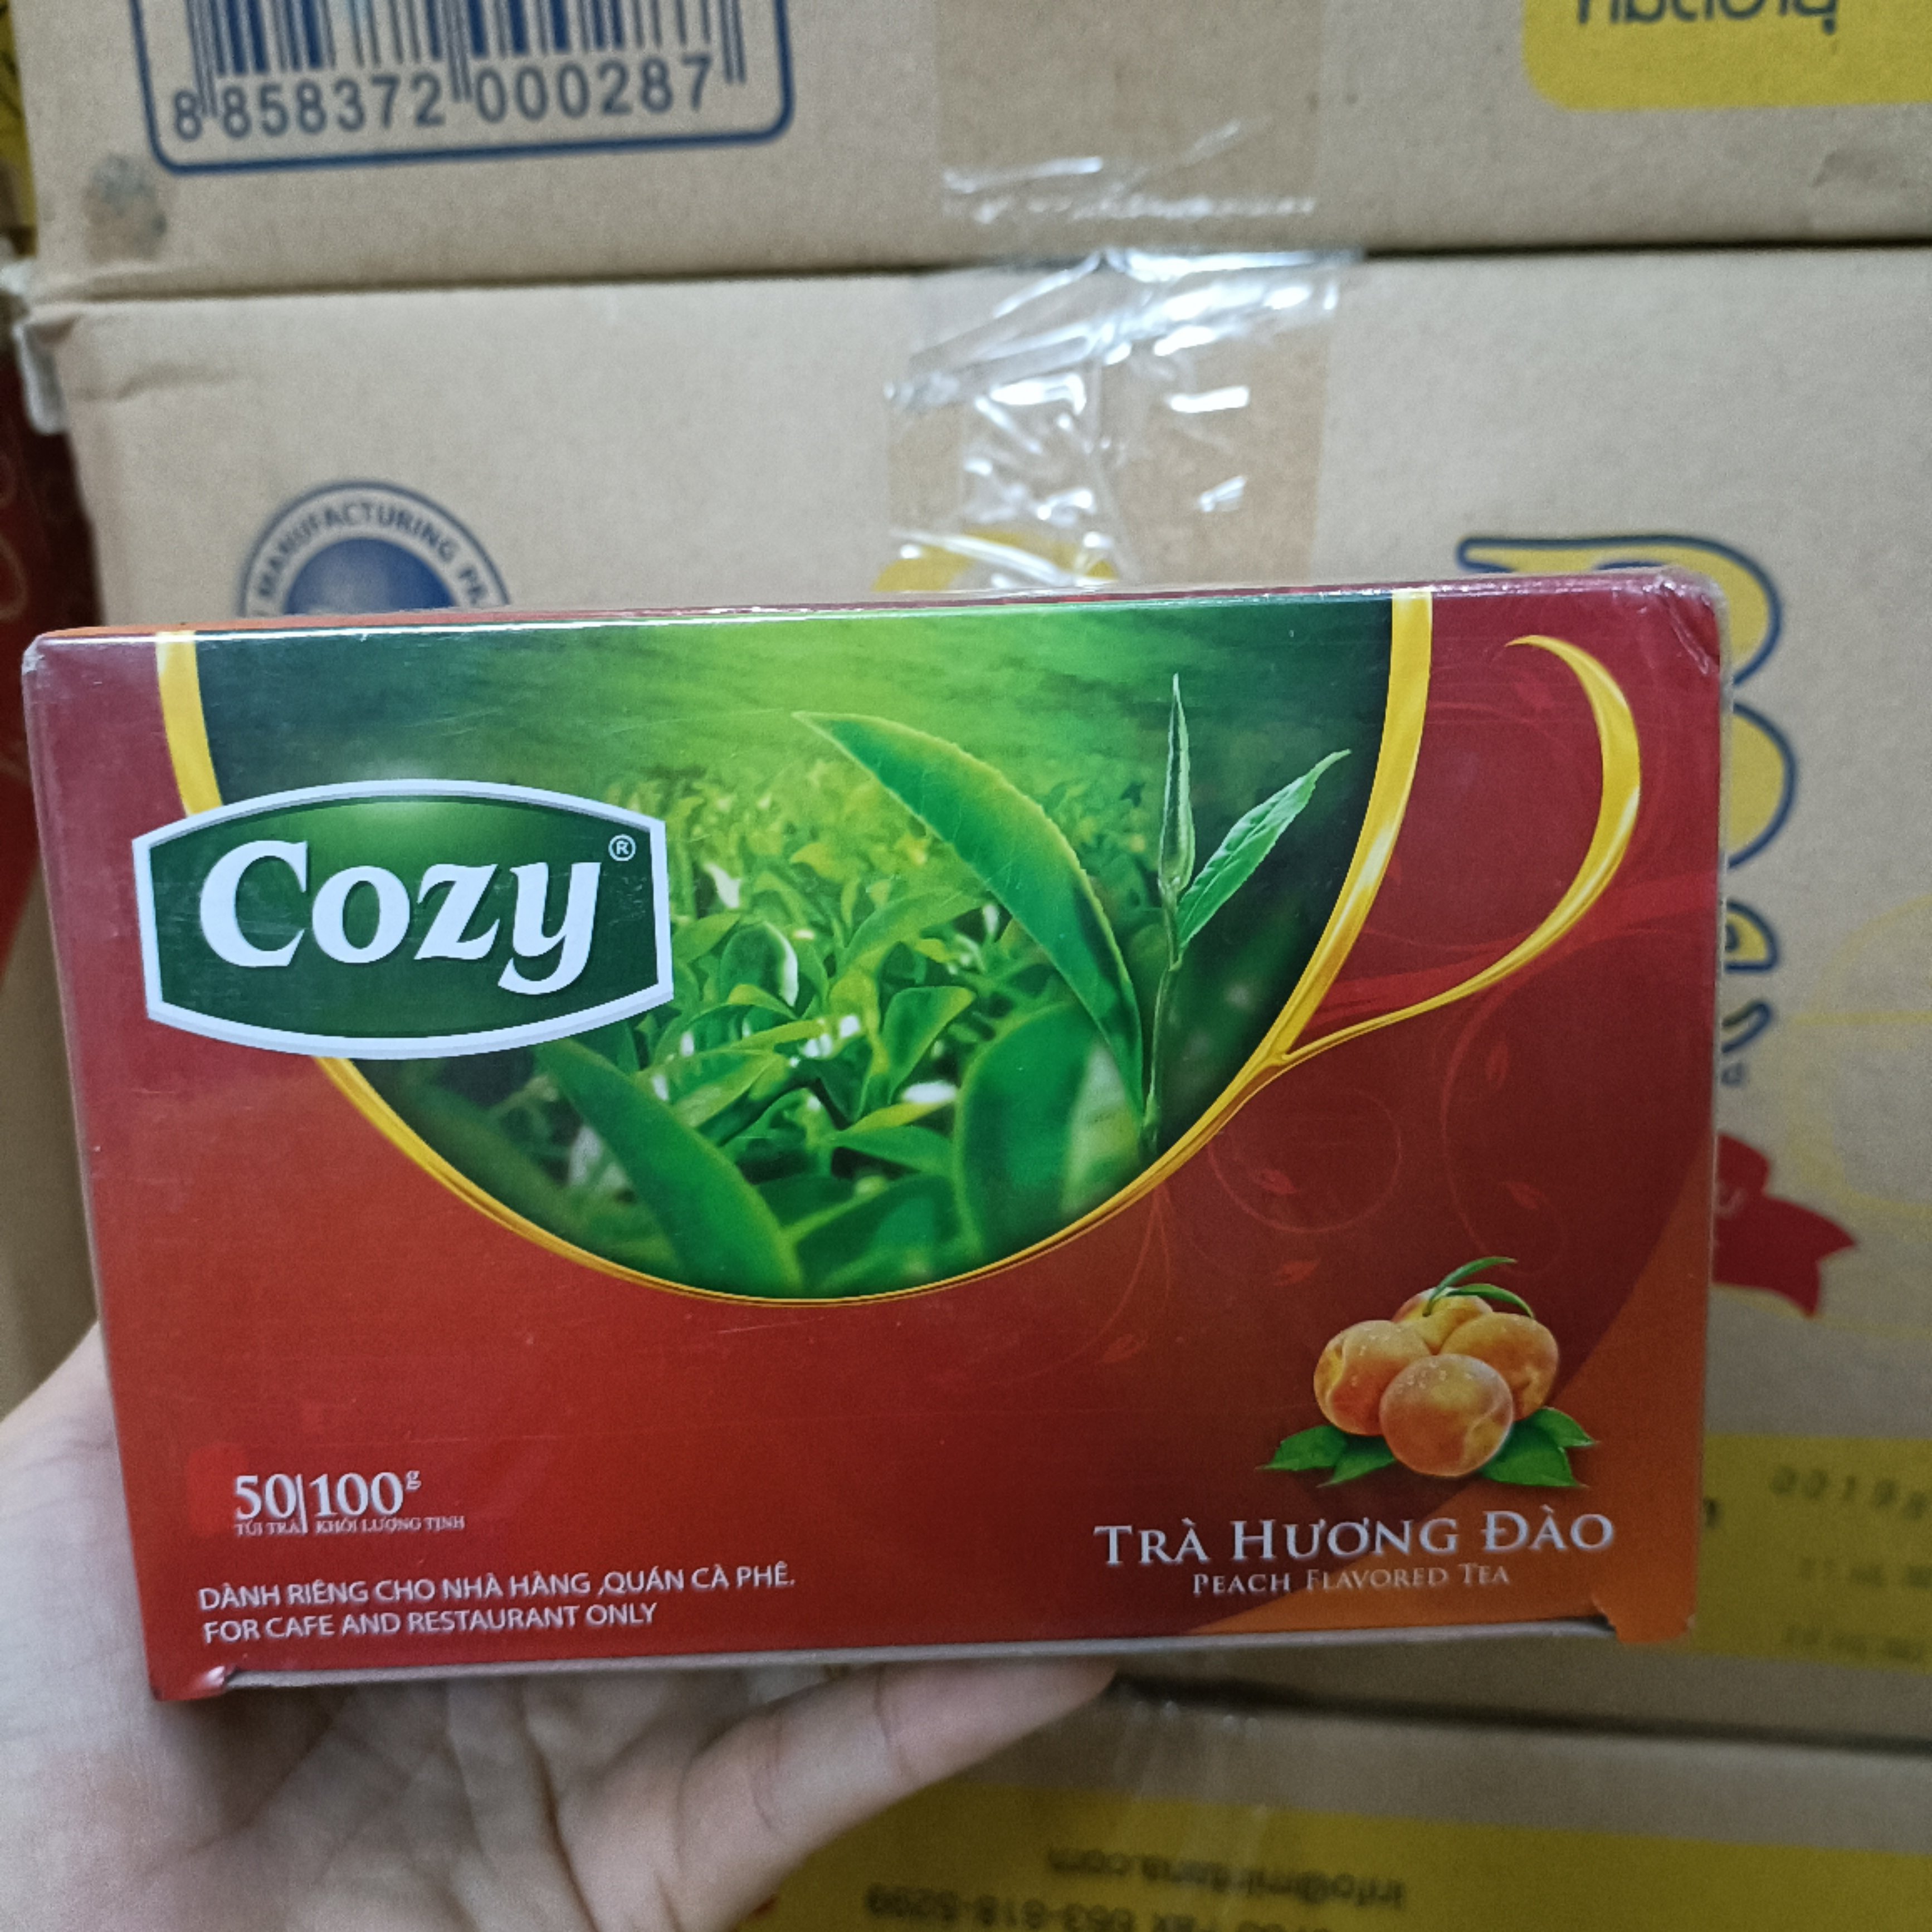 8 858372 000287
MANUFACTURING
Cozy®
50|100g
TÚI TRÀ KHỐI LƯỢNG TỊNH
DÀNH RIÊNG CHO NHÀ HÀNG ,QUÁN CÀ PHÊ.
FOR CAFE AND RESTAURANT ONLY
TRÀ HƯƠNG ĐÀO
PEACH FLAVORED TEA